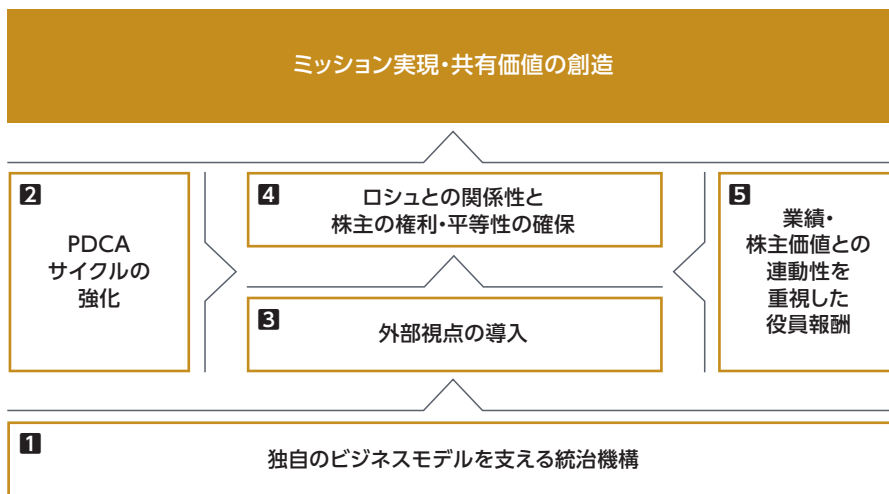 ミッション実現・共有価値の創造
2
PDCA
サイクルの
強化
4
ロシュとの関係性と
株主の権利・平等性の確保
5
業績・
株主価値との
連動性を
重視した
役員報酬
3
外部視点の導入
1
独自のビジネスモデルを支える統治機構